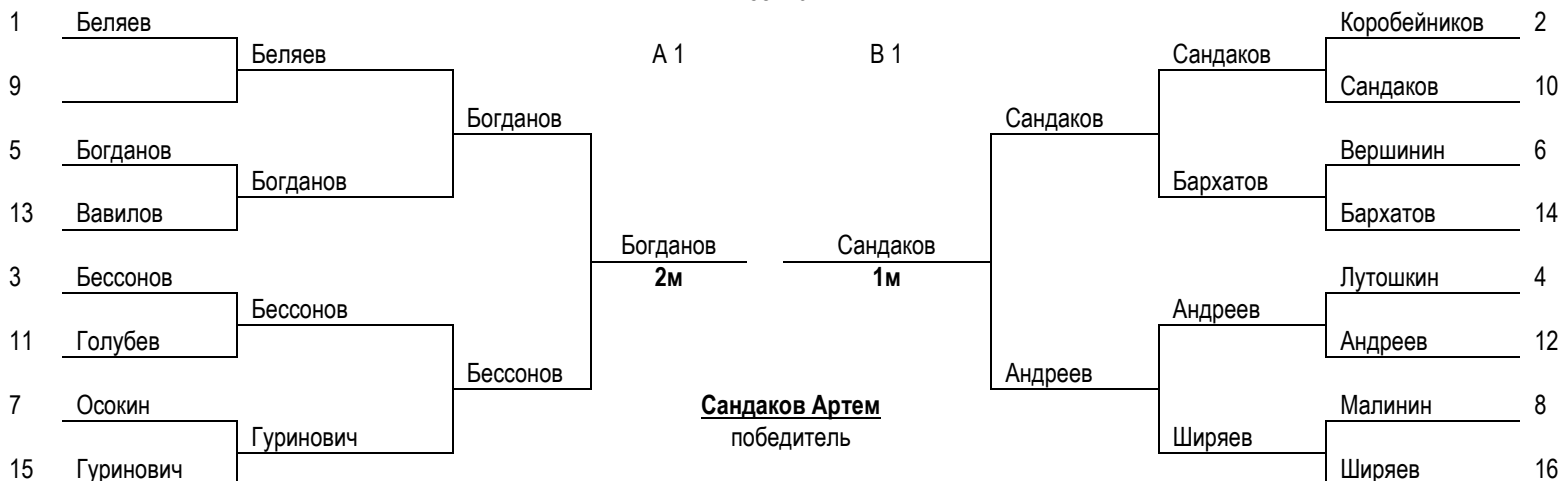 1 Беляев Коробейников 2
Беляев А 1 В 1 Сандаков
9 Сандаков 10
Богданов Сандаков
5 Богданов Вершинин 6
Богданов Бархатов
13 Вавилов Бархатов 14
Богданов Сандаков
3 Бессонов 2м 1м Лутошкин 4
Бессонов Андреев
11 Голубев Андреев 12
Бессонов Андреев
7 Осокин Сандаков Артем Малинин 8
Гуринович победитель Ширяев
15 Гуринович Ширяев 16